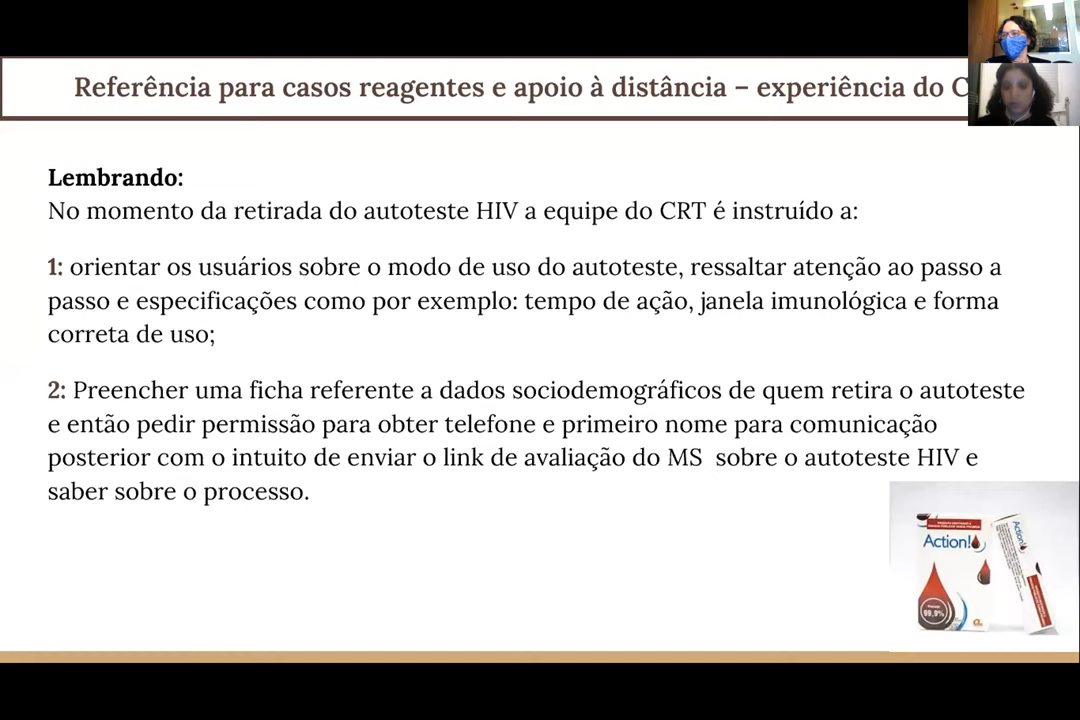 Referência para casos reagentes e apoio à distância – experiência do C
Lembrando:
No momento da retirada do autoteste HIV a equipe do CRT é instruído a:
1: orientar os usuários sobre o modo de uso do autoteste, ressaltar atenção ao passo a
passo e especificações como por exemplo: tempo de ação, janela imunológica e forma
correta de uso;
2: Preencher uma ficha referente a dados sociodemográficos de quem retira o autoteste
e então pedir permissão para obter telefone e primeiro nome para comunicação
posterior com o intuito de enviar o link de avaliação do MS sobre o autoteste HIV e
saber sobre o processo.
Action!
Action!
99,9%